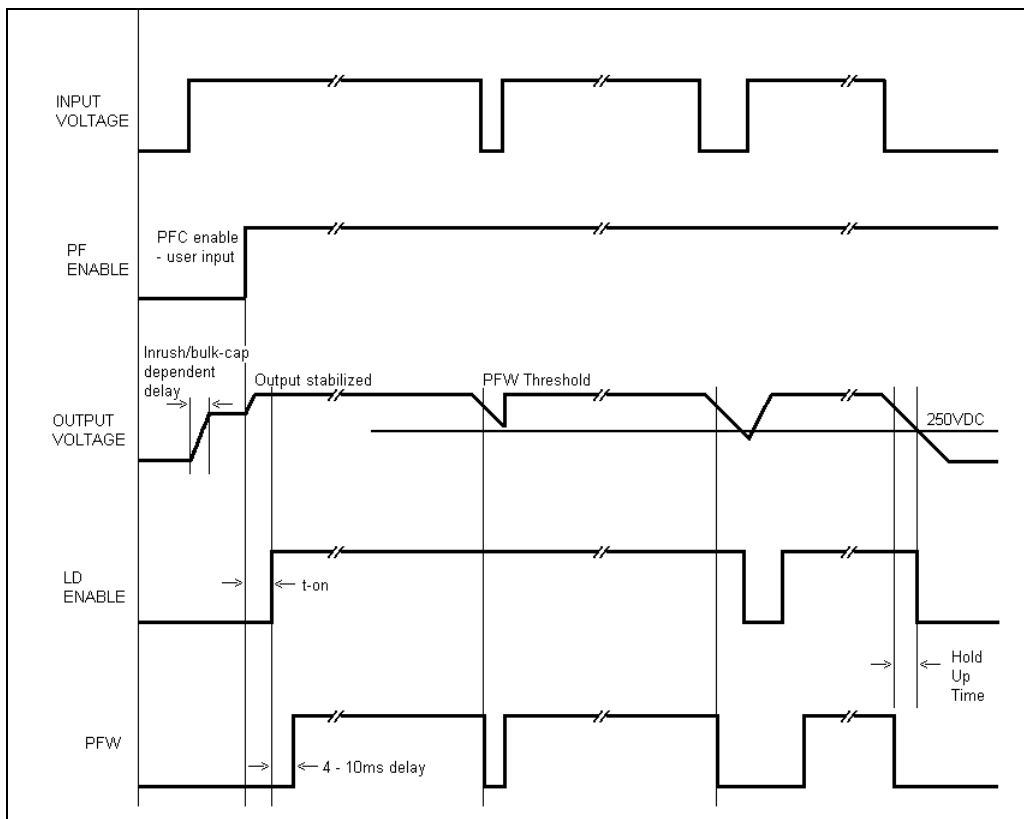 INPUT
VOLTAGE
PFC enable
- user input
PF
ENABLE
Inrush/bulk-cap
dependent
delay
Output stabilized
PFW Threshold
OUTPUT
VOLTAGE
250VDC
LD
ENABLE
t-on
Hold
Up
Time
PFW
4 - 10ms delay